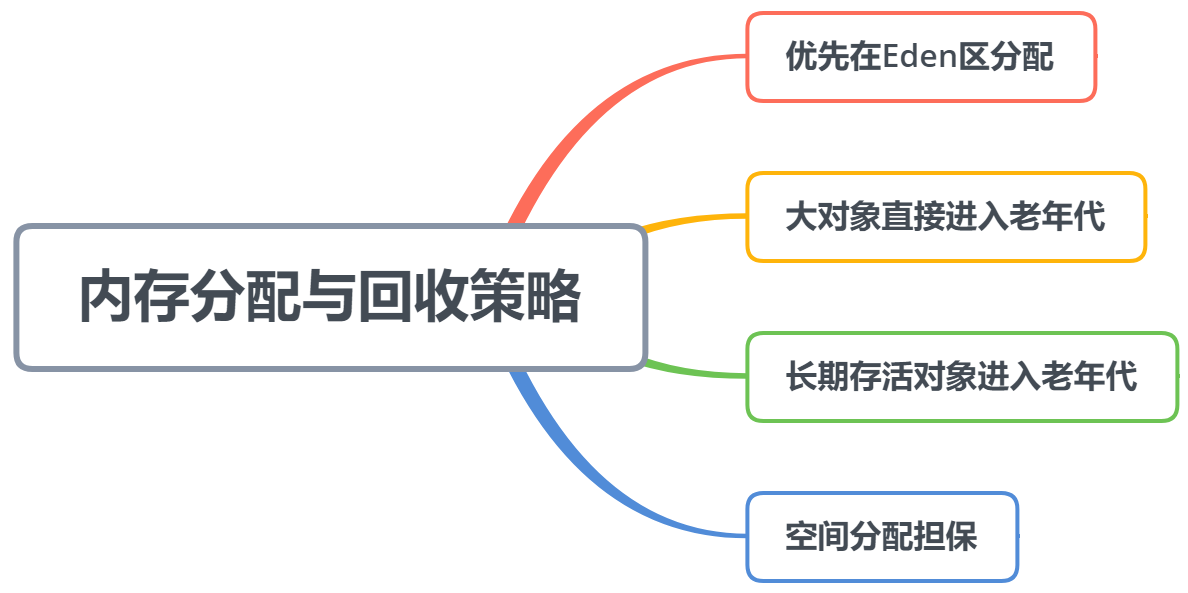 内存分配与回收策略
优先在Eden区分配
大对象直接进入老年代
长期存活对象进入老年代
空间分配担保